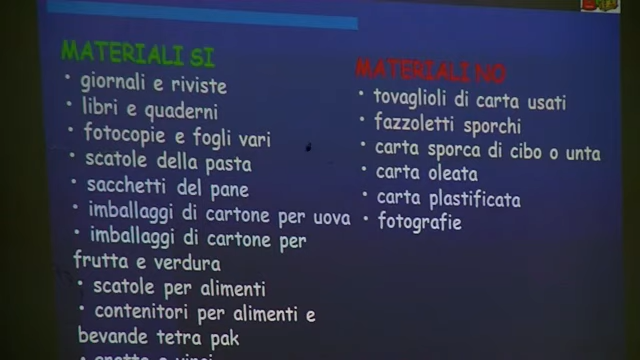 MATERIALI SI
• giornali e riviste
• libri e quaderni
• fotocopie e fogli vari
• scatole della pasta
• sacchetti del pane
• imballaggi di cartone per uova
• imballaggi di cartone per
frutta e verdura
• scatole per alimenti
• contenitori per alimenti e
bevande tetra pak
MATERIALI NO
• tovaglioli di carta usati
• fazzoletti sporchi
• carta sporca di cibo o unta
• carta oleata
• carta plastificata
• fotografie